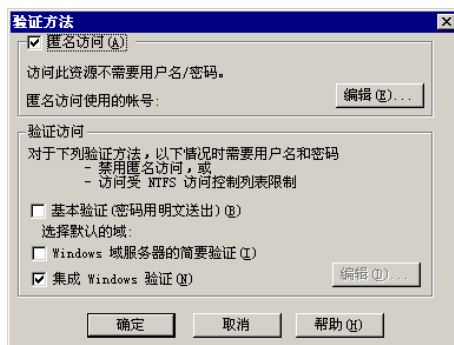 验证方法
匿名访问(A)
访问此资源不需要用户名/密码。
匿名访问使用的帐号:
编辑(E)...
验证访问
对于下列验证方法,以下情况时需要用户名和密码
- 禁用匿名访问,或
- 访问受 NTFS 访问控制列表限制
基本验证(密码用明文送出)(B)
选择默认的域:
Windows 域服务器的简要验证(I)
集成 Windows 验证(N)
编辑(D)...
确定
取消
帮助(H)